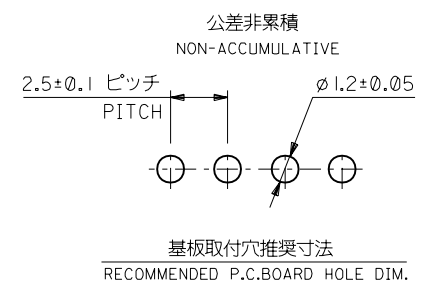 公差非累積
NON-ACCUMULATIVE
2.5±0.1 ピッチ
PITCH
ø1.2±0.05
基板取付穴推奨寸法
RECOMMENDED P.C.BOARD HOLE DIM.